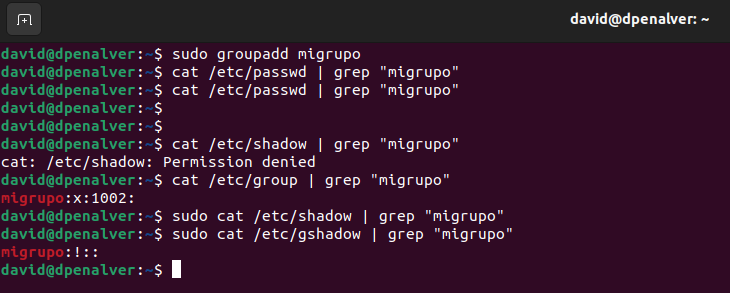 david@dpenalver: ~
david@dpenalver:~$ sudo groupadd migrupo
david@dpenalver:~$ cat /etc/passwd | grep "migrupo"
david@dpenalver:~$ cat /etc/passwd | grep "migrupo"
david@dpenalver:~$
david@dpenalver:~$
david@dpenalver:~$ cat /etc/shadow | grep "migrupo"
cat: /etc/shadow: Permission denied
david@dpenalver:~$ cat /etc/group | grep "migrupo"
migrupo:x:1002:
david@dpenalver:~$ sudo cat /etc/shadow | grep "migrupo"
david@dpenalver:~$ sudo cat /etc/gshadow | grep "migrupo"
migrupo:!::
david@dpenalver:~$